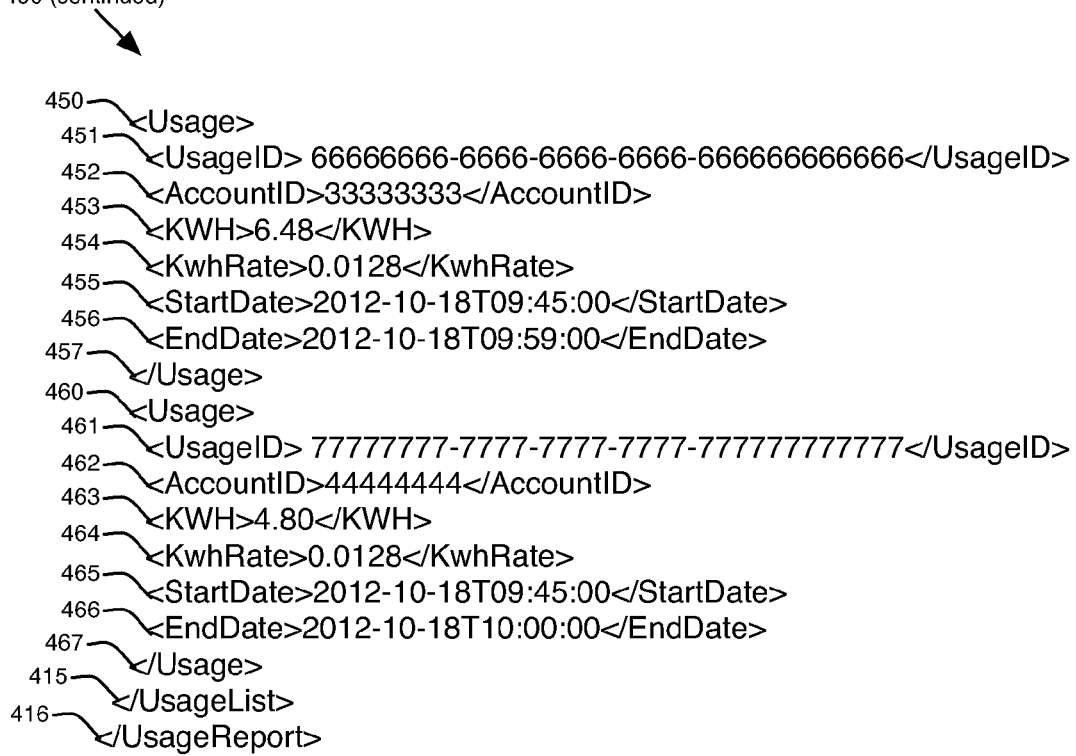 (continued)
450
<Usage>
451
<UsageID> 66666666-6666-6666-6666-666666666666</UsageID>
452
<AccountID>33333333</AccountID>
453
<KWH>6.48</KWH>
454
<KwhRate>0.0128</KwhRate>
455
<StartDate>2012-10-18T09:45:00</StartDate>
456
<EndDate>2012-10-18T09:59:00</EndDate>
457
</Usage>
460
<Usage>
461
<UsageID> 77777777-7777-7777-7777-777777777777</UsageID>
462
<AccountID>44444444</AccountID>
463
<KWH>4.80</KWH>
464
<KwhRate>0.0128</KwhRate>
465
<StartDate>2012-10-18T09:45:00</StartDate>
466
<EndDate>2012-10-18T10:00:00</EndDate>
467
</Usage>
415
</UsageList>
416
</UsageReport>